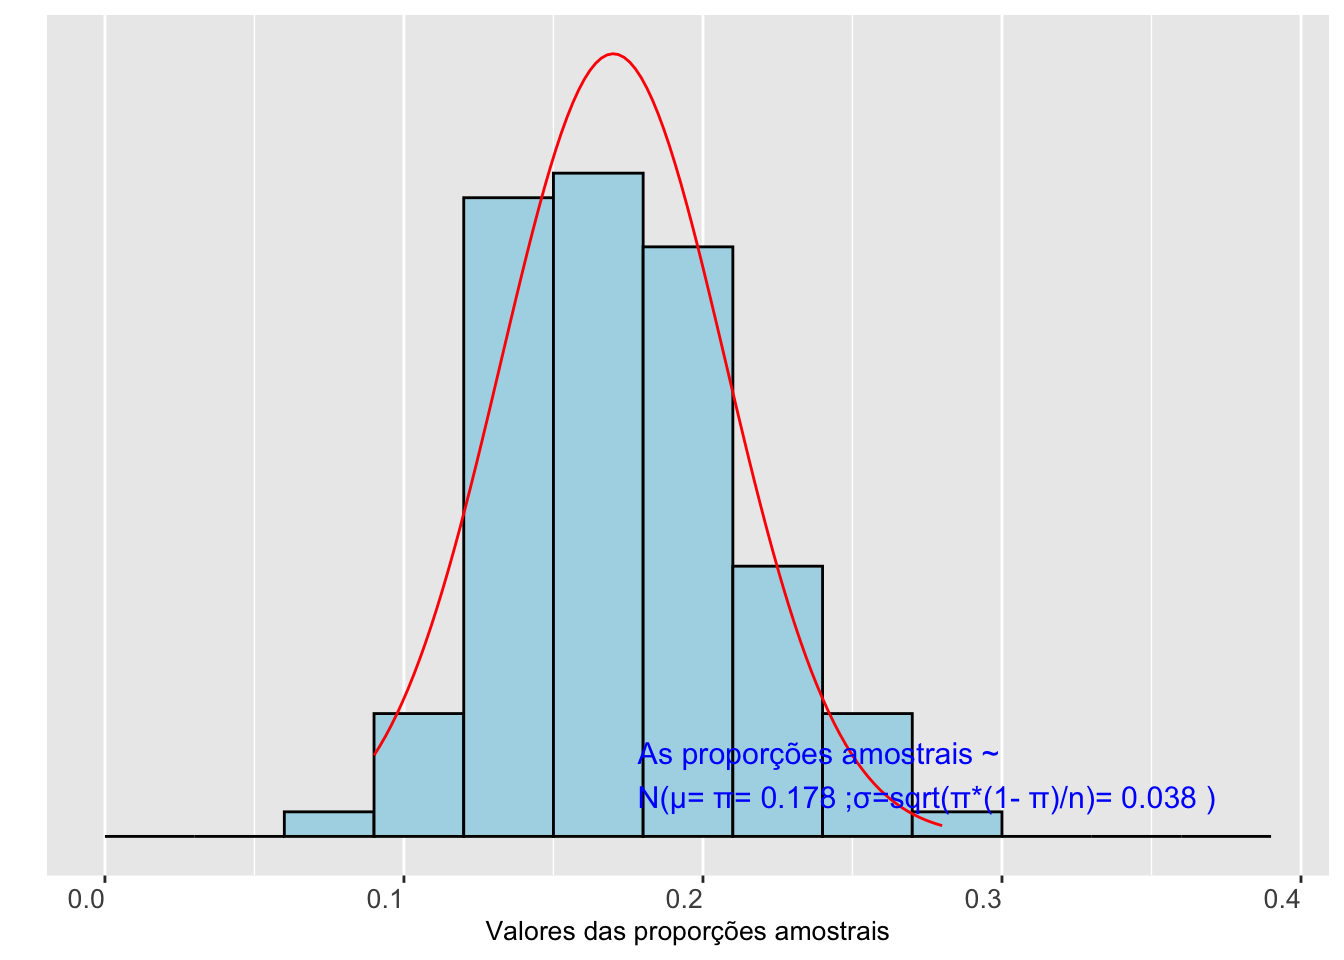 As proporções amostrais ~
N(μ= π= 0.178 ;σ=sqrt(π*(1- π)/n)= 0.038 )
0.0 0.1 0.2 0.3 0.4
Valores das proporções amostrais